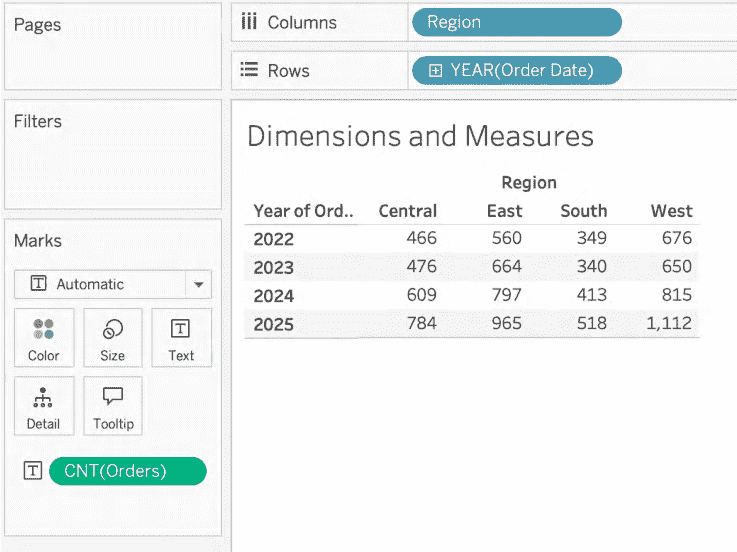 Pages
Columns
Region
Rows
YEAR(Order Date)
Filters
Dimensions and Measures
Region
Year of Ord.. Central East South West
2022 466 560 349 676
2023 476 664 340 650
2024 609 797 413 815
2025 784 965 518 1,112
Marks
T Automatic
Color Size T Text
Detail Tooltip
T CNT(Orders)